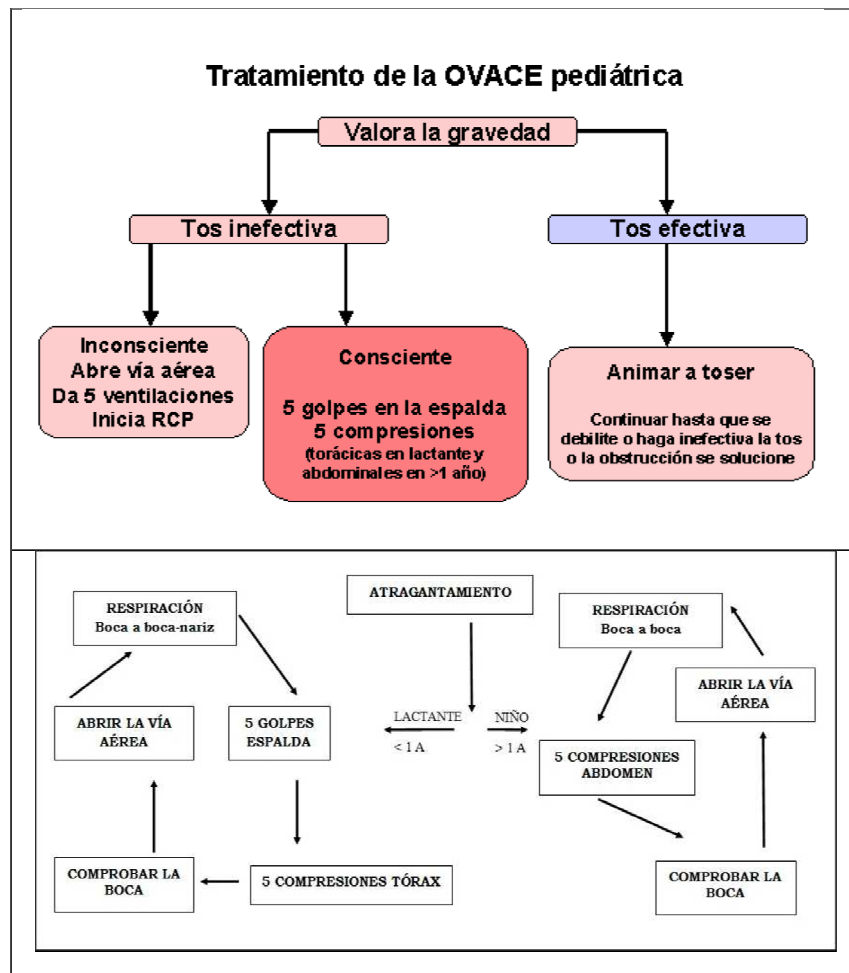 Tratamiento de la OVACE pediátrica
Valora la gravedad
Tos inefectiva
Tos efectiva
Inconsciente
Abre vía aérea
Da 5 ventilaciones
Inicia RCP
Consciente
5 golpes en la espalda
5 compresiones
(torácicas en lactante y
abdominales en >1 año)
Animar a toser
Continuar hasta que se
debilite o haga inefectiva la tos
o la obstrucción se solucione
ATRAGANTAMIENTO
RESPIRACIÓN
Boca a boca-nariz
ABRIR LA VÍA
AÉREA
5 GOLPES
ESPALDA
LACTANTE
< 1 A
COMPROBAR LA
BOCA
5 COMPRESIONES TÓRAX
RESPIRACIÓN
Boca a boca
ABRIR LA VÍA
AÉREA
NIÑO
> 1 A
5 COMPRESIONES
ABDOMEN
COMPROBAR LA
BOCA